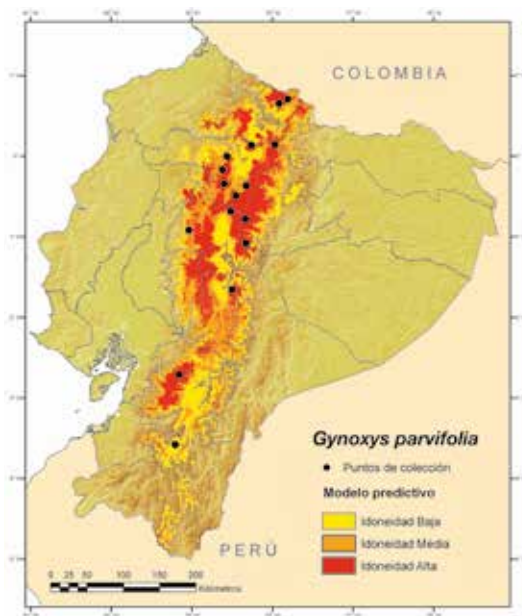 COLOMBIA
Gynoxys parvifolia
Puntos de colección
Modelo predictivo
Idoneidad Baja
Idoneidad Media
Idoneidad Alta
PERÚ
0 25 50 100 150 200
Kilómetros